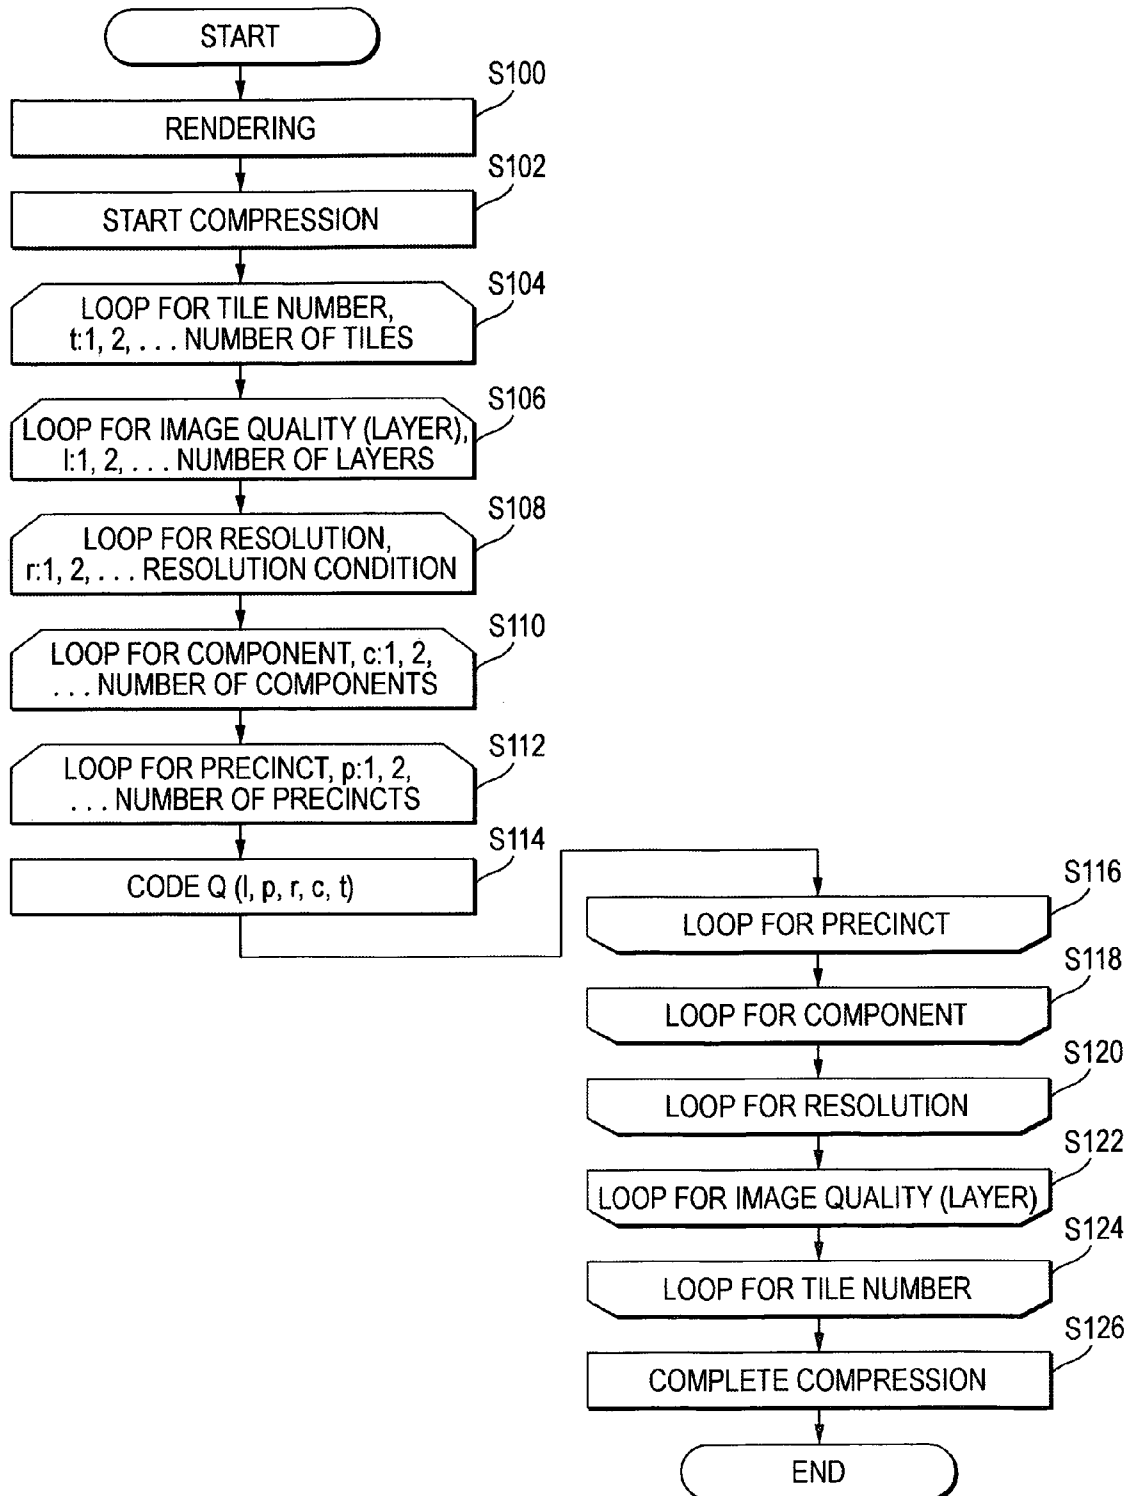 START
S100
RENDERING
S102
START COMPRESSION
S104
LOOP FOR TILE NUMBER,
t:1, 2, . . . NUMBER OF TILES
S106
LOOP FOR IMAGE QUALITY (LAYER),
l:1, 2, . . . NUMBER OF LAYERS
S108
LOOP FOR RESOLUTION,
r:1, 2, . . . RESOLUTION CONDITION
S110
LOOP FOR COMPONENT, c:1, 2,
. . . NUMBER OF COMPONENTS
S112
LOOP FOR PRECINCT, p:1, 2,
. . . NUMBER OF PRECINCTS
S114
CODE Q (l, p, r, c, t)
S116
LOOP FOR PRECINCT
S118
LOOP FOR COMPONENT
S120
LOOP FOR RESOLUTION
S122
LOOP FOR IMAGE QUALITY (LAYER)
S124
LOOP FOR TILE NUMBER
S126
COMPLETE COMPRESSION
END